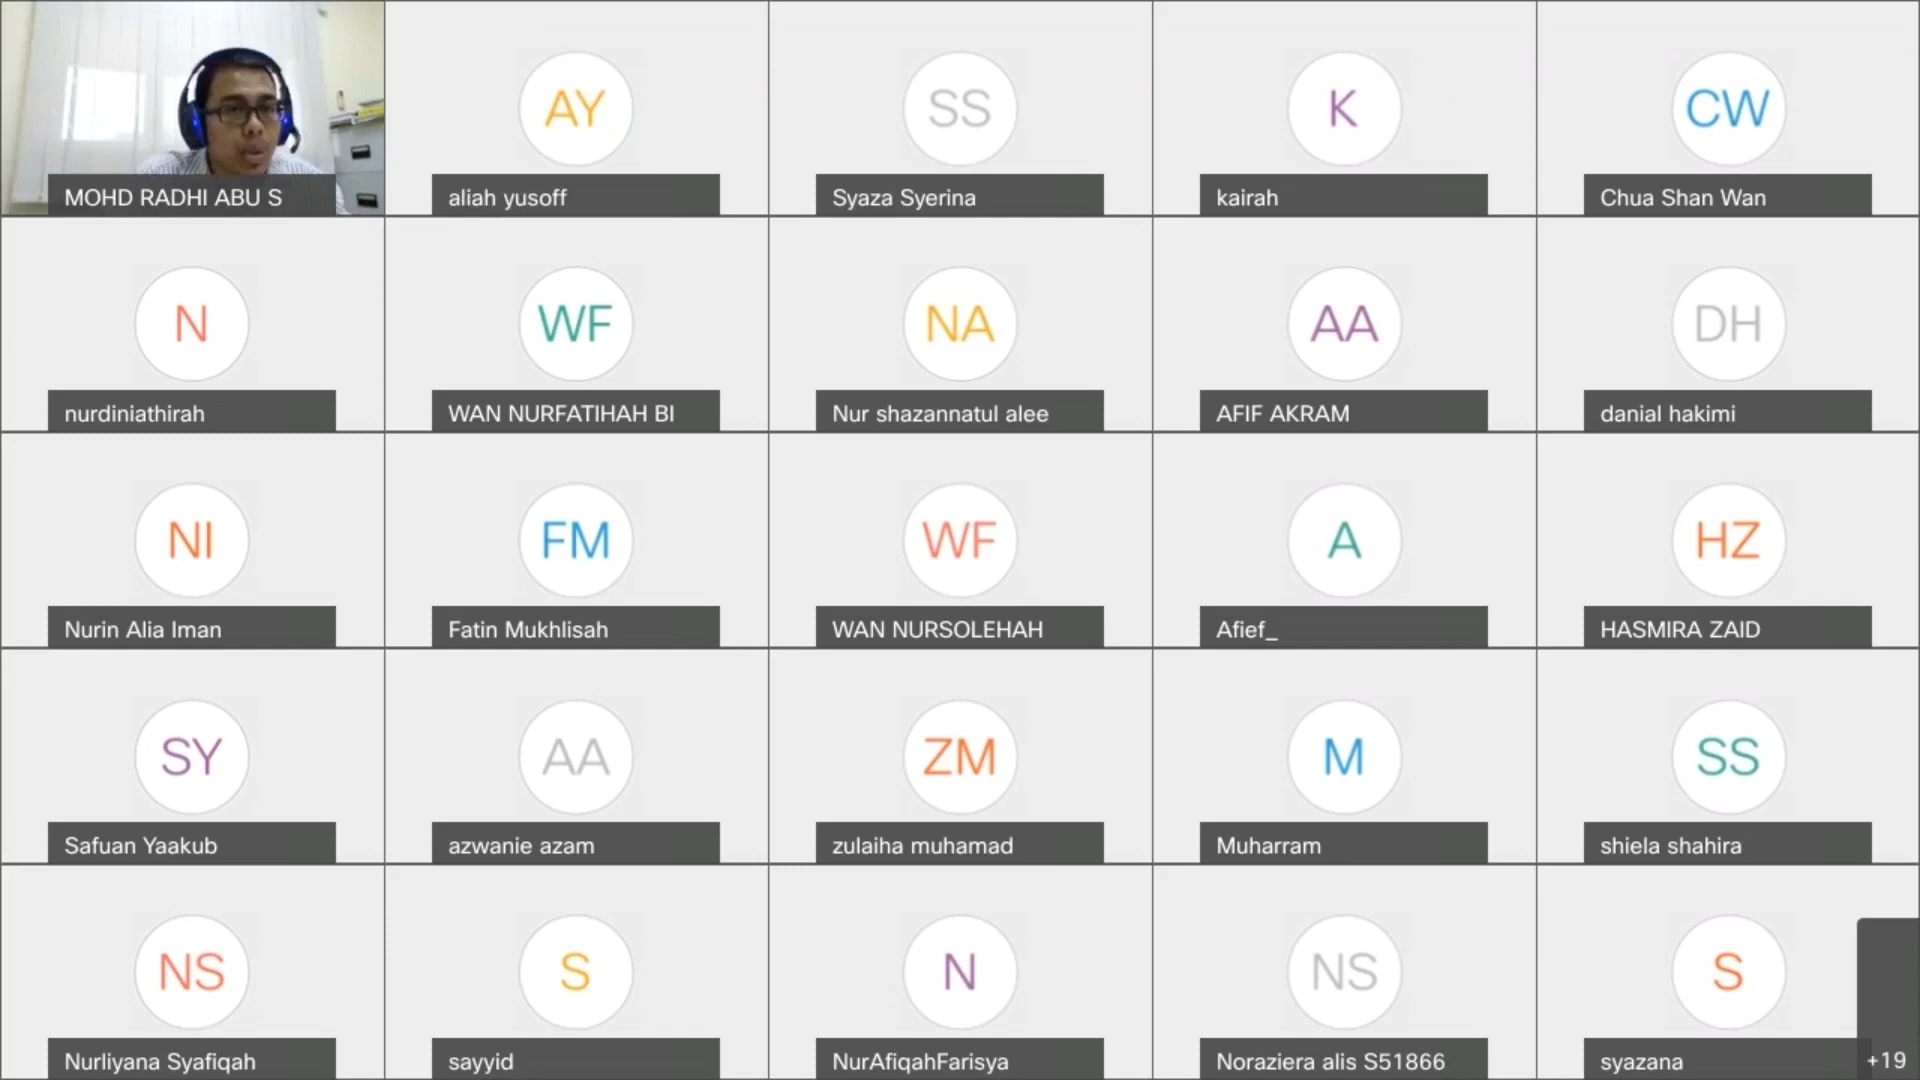 MOHD RADHI ABU S
AY
aliah yusoff
SS
Syaza Syerina
K
kairah
CW
Chua Shan Wan
N
nurdiniathirah
WF
WAN NURFATIHAH BI
NA
Nur shazannatul alee
AA
AFIF AKRAM
DH
danial hakimi
NI
Nurin Alia Iman
FM
Fatin Mukhlisah
WF
WAN NURSOLEHAH
A
Afief_
HZ
HASMIRA ZAID
SY
Safuan Yaakub
AA
azwanie azam
ZM
zulaiha muhamad
M
Muharram
SS
shiela shahira
NS
Nurliyana Syafiqah
S
sayyid
N
NurAfiqahFarisya
NS
Noraziera alis S51866
S
syazana
+19